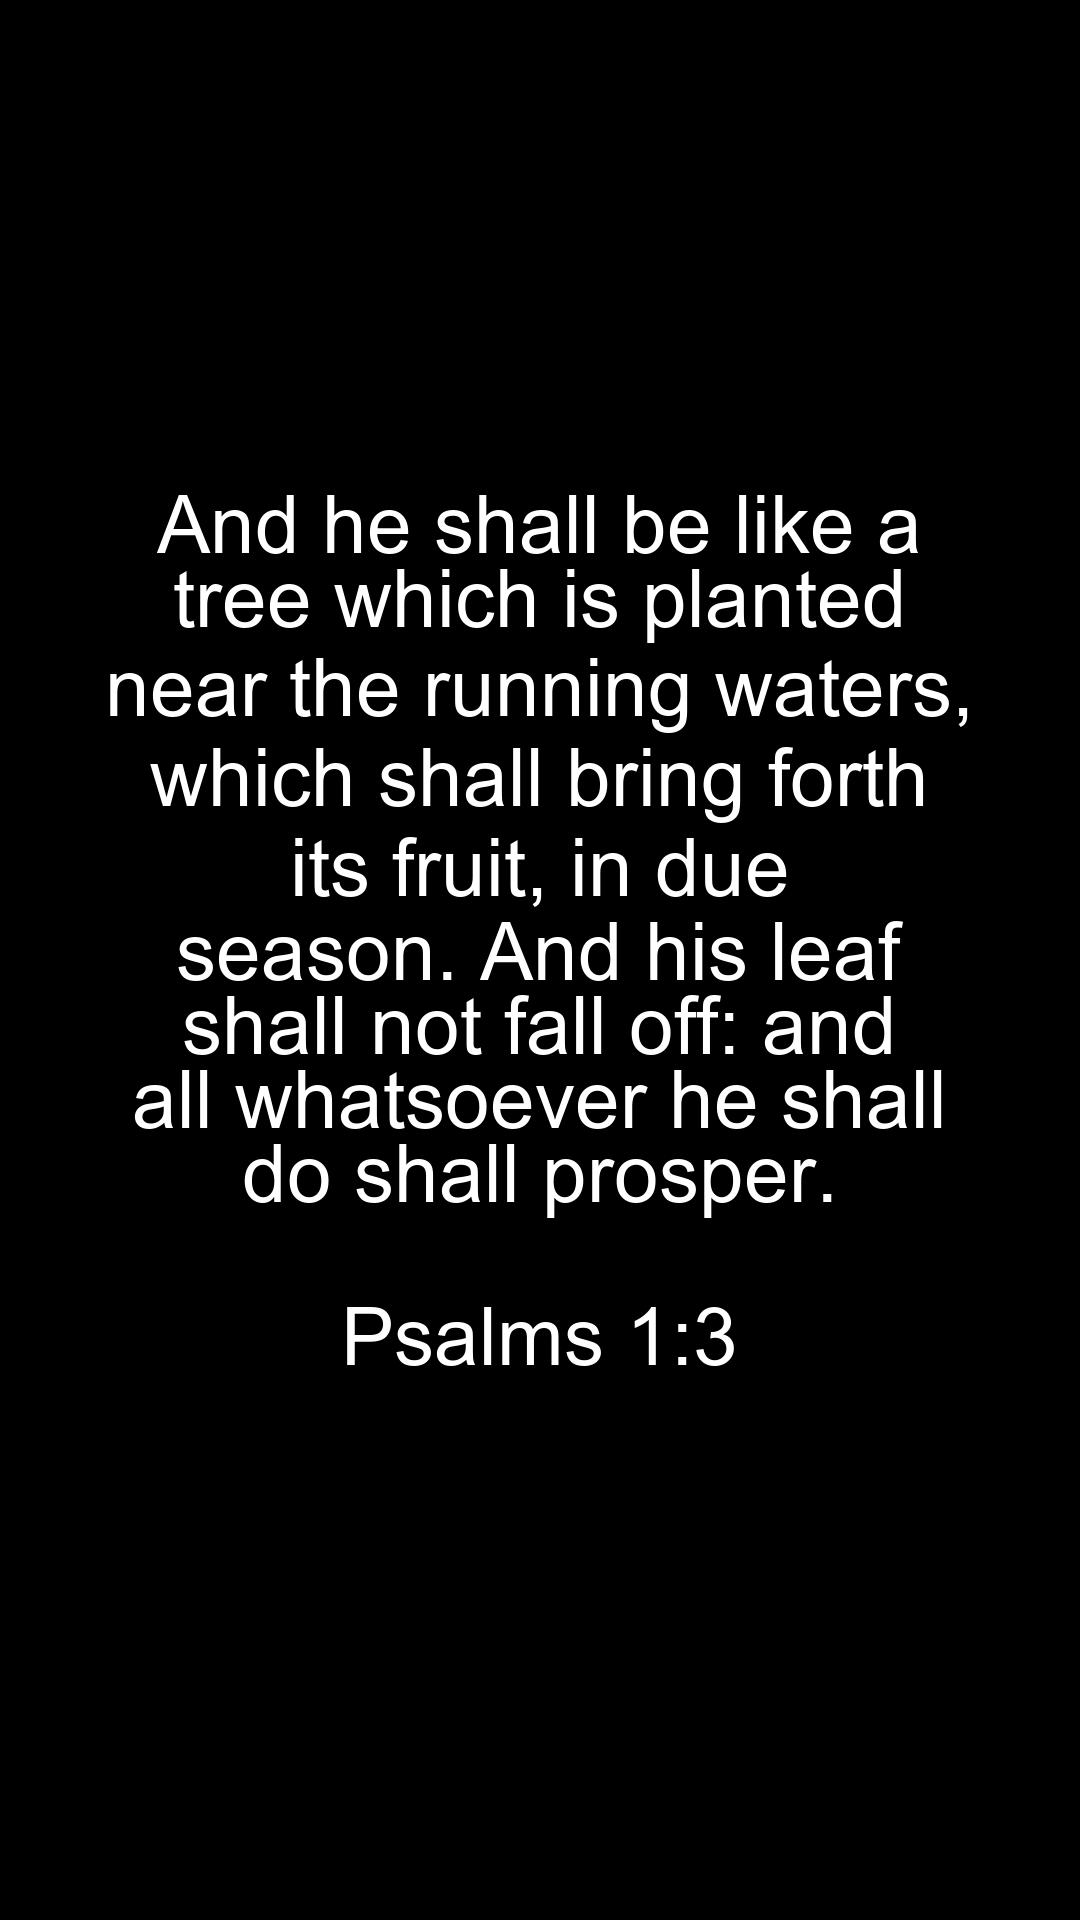 And he shall be like a
tree which is planted
near the running waters,
which shall bring forth
its fruit, in due
season. And his leaf
shall not fall off: and
all whatsoever he shall
do shall prosper.
Psalms 1:3